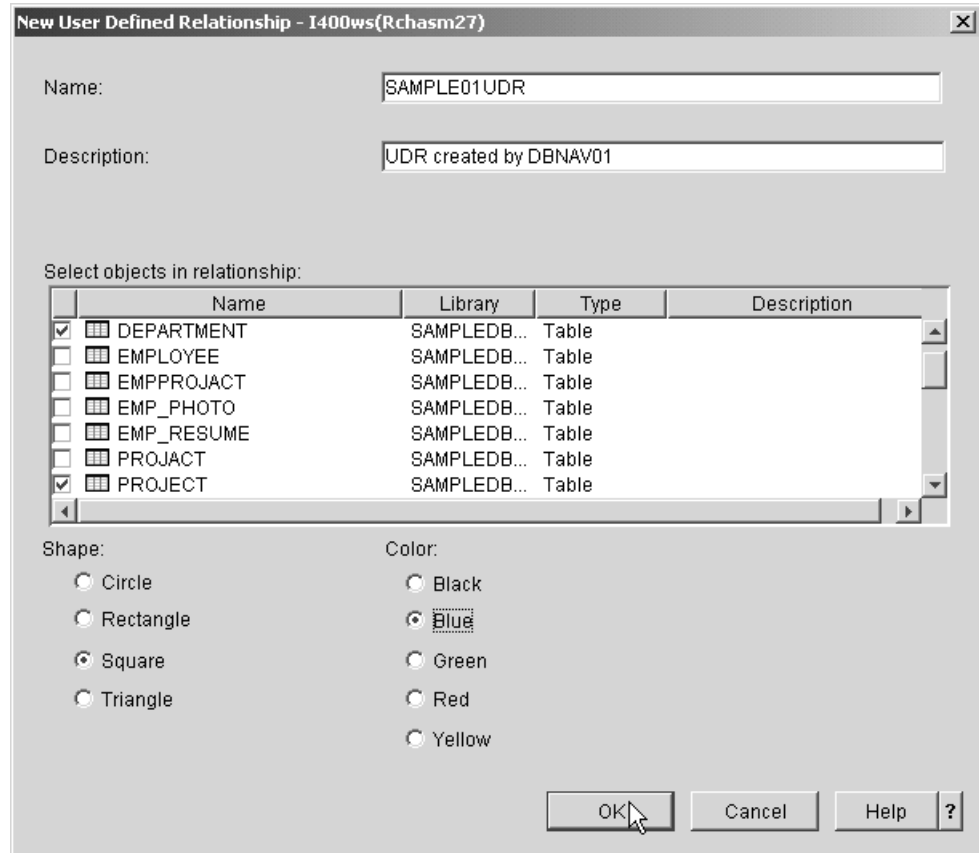 New User Defined Relationship - I400ws(Rchasm27)
Name: SAMPLE01UDR
Description: UDR created by DBNAV01
Select objects in relationship:
Name Library Type Description
DEPARTMENT SAMPLEDB... Table
EMPLOYEE SAMPLEDB... Table
EMPPROJACT SAMPLEDB... Table
EMP_PHOTO SAMPLEDB... Table
EMP_RESUME SAMPLEDB... Table
PROJACT SAMPLEDB... Table
PROJECT SAMPLEDB... Table
Shape: Color:
Circle Black
Rectangle Blue
Square Green
Triangle Red
Yellow
OK Cancel Help ?